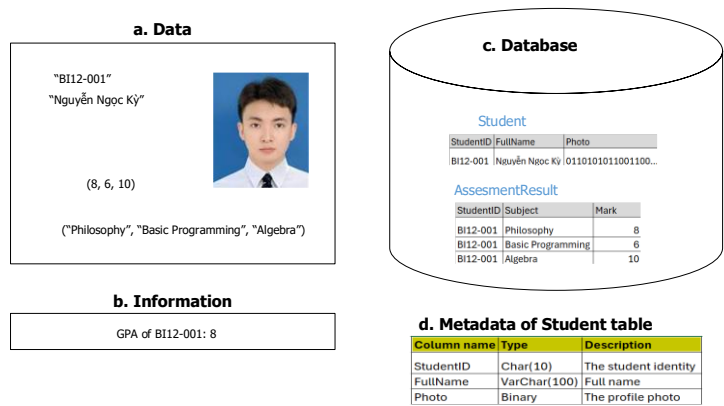 a. Data
"BI12-001"
"Nguyễn Ngọc Kỳ"
(8, 6, 10)
("Philosophy", "Basic Programming", "Algebra")
b. Information
GPA of BI12-001: 8
c. Database
Student
StudentID FullName Photo
BI12-001 Nguyễn Ngọc Kỳ 0110101011001100...
AssesmentResult
StudentID Subject Mark
BI12-001 Philosophy 8
BI12-001 Basic Programming 6
BI12-001 Algebra 10
d. Metadata of Student table
Column name Type Description
StudentID Char(10) The student identity
FullName VarChar(100) Full name
Photo Binary The profile photo